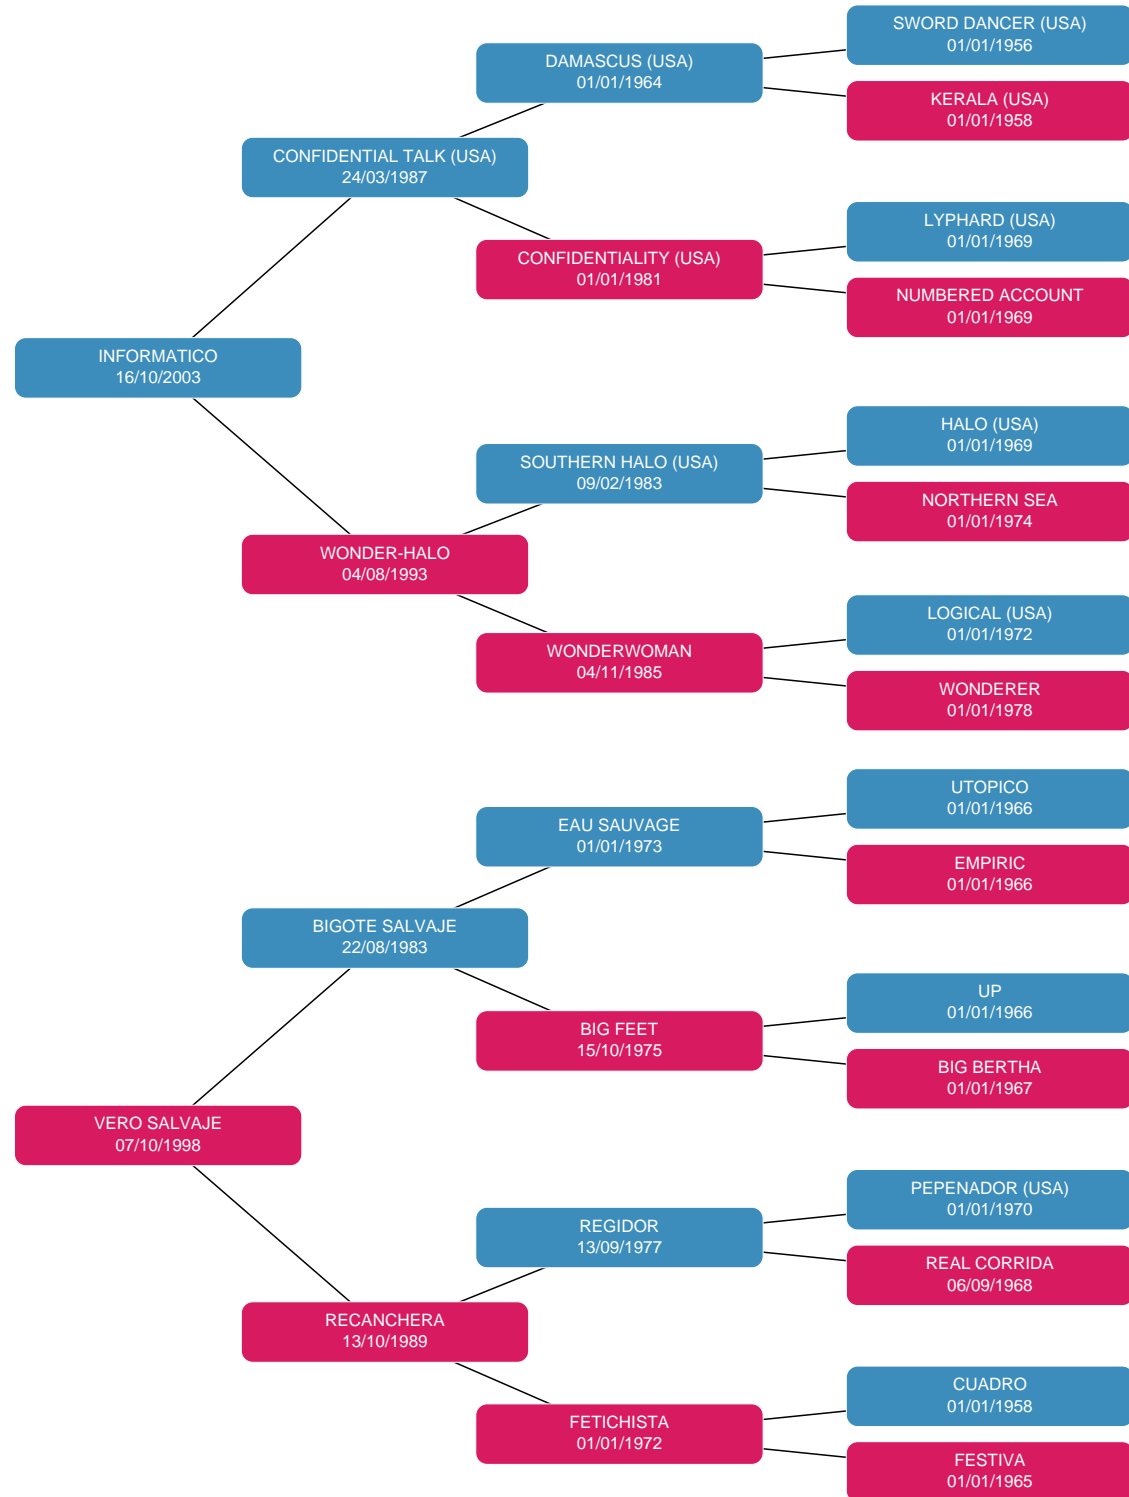 SWORD DANCER (USA)
01/01/1956
DAMASCUS (USA)
01/01/1964
KERALA (USA)
01/01/1958
CONFIDENTIAL TALK (USA)
24/03/1987
LYPHARD (USA)
01/01/1969
CONFIDENTIALITY (USA)
01/01/1981
NUMBERED ACCOUNT
01/01/1969
INFORMATICO
16/10/2003
HALO (USA)
01/01/1969
SOUTHERN HALO (USA)
09/02/1983
NORTHERN SEA
01/01/1974
WONDER-HALO
04/08/1993
LOGICAL (USA)
01/01/1972
WONDERWOMAN
04/11/1985
WONDERER
01/01/1978
UTOPICO
01/01/1966
EAU SAUVAGE
01/01/1973
EMPIRIC
01/01/1966
BIGOTE SALVAJE
22/08/1983
UP
01/01/1966
BIG FEET
15/10/1975
BIG BERTHA
01/01/1967
VERO SALVAJE
07/10/1998
PEPENADOR (USA)
01/01/1970
REGIDOR
13/09/1977
REAL CORRIDA
06/09/1968
RECANCHERA
13/10/1989
CUADRO
01/01/1958
FETICHISTA
01/01/1972
FESTIVA
01/01/1965